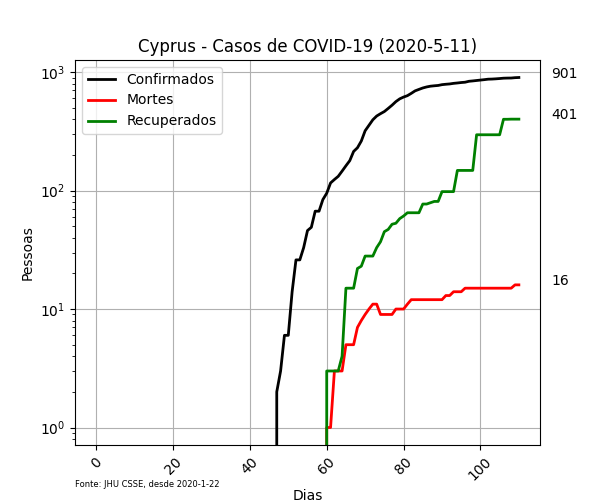 Cyprus - Casos de COVID-19 (2020-5-11)
Confirmados
Mortes
Recuperados
10³
10²
10¹
10⁰
Pessoas
901
401
16
0 20 40 60 80 100
Fonte: JHU CSSE, desde 2020-1-22
Dias